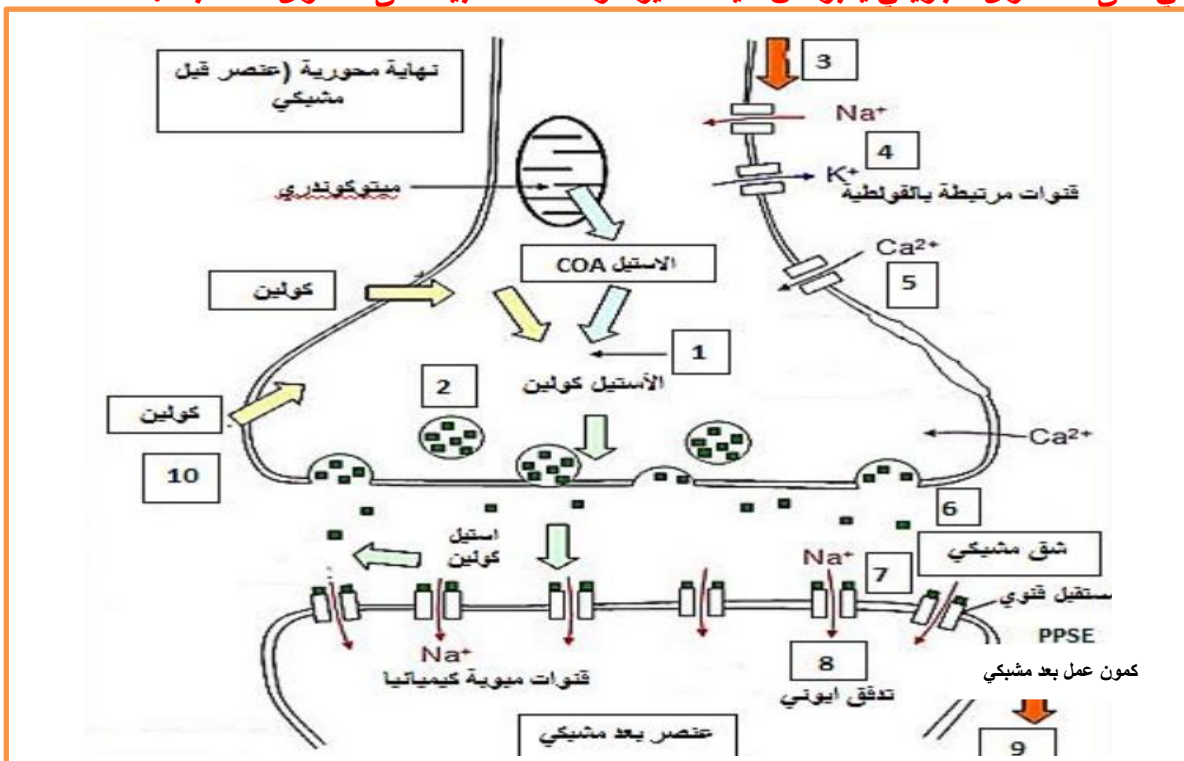 نهاية محورية (عنصر قبل
مشبكي
3
Na⁺
4
K⁺
قنوات مرتبطة بالفولطية
ميتوكوندري
Ca²⁺
5
الاستيل COA
كولين
1
الأستيل كولين
2
كولين
Ca²⁺
10
6
استيل
كولين
شق مشبكي
Na⁺
7
مستقبل قنوي
PPSE
Na⁺
قنوات مبوبة كيميائيا
8
تدفق ايوني
كمون عمل بعد مشبكي
عنصر بعد مشبكي
9